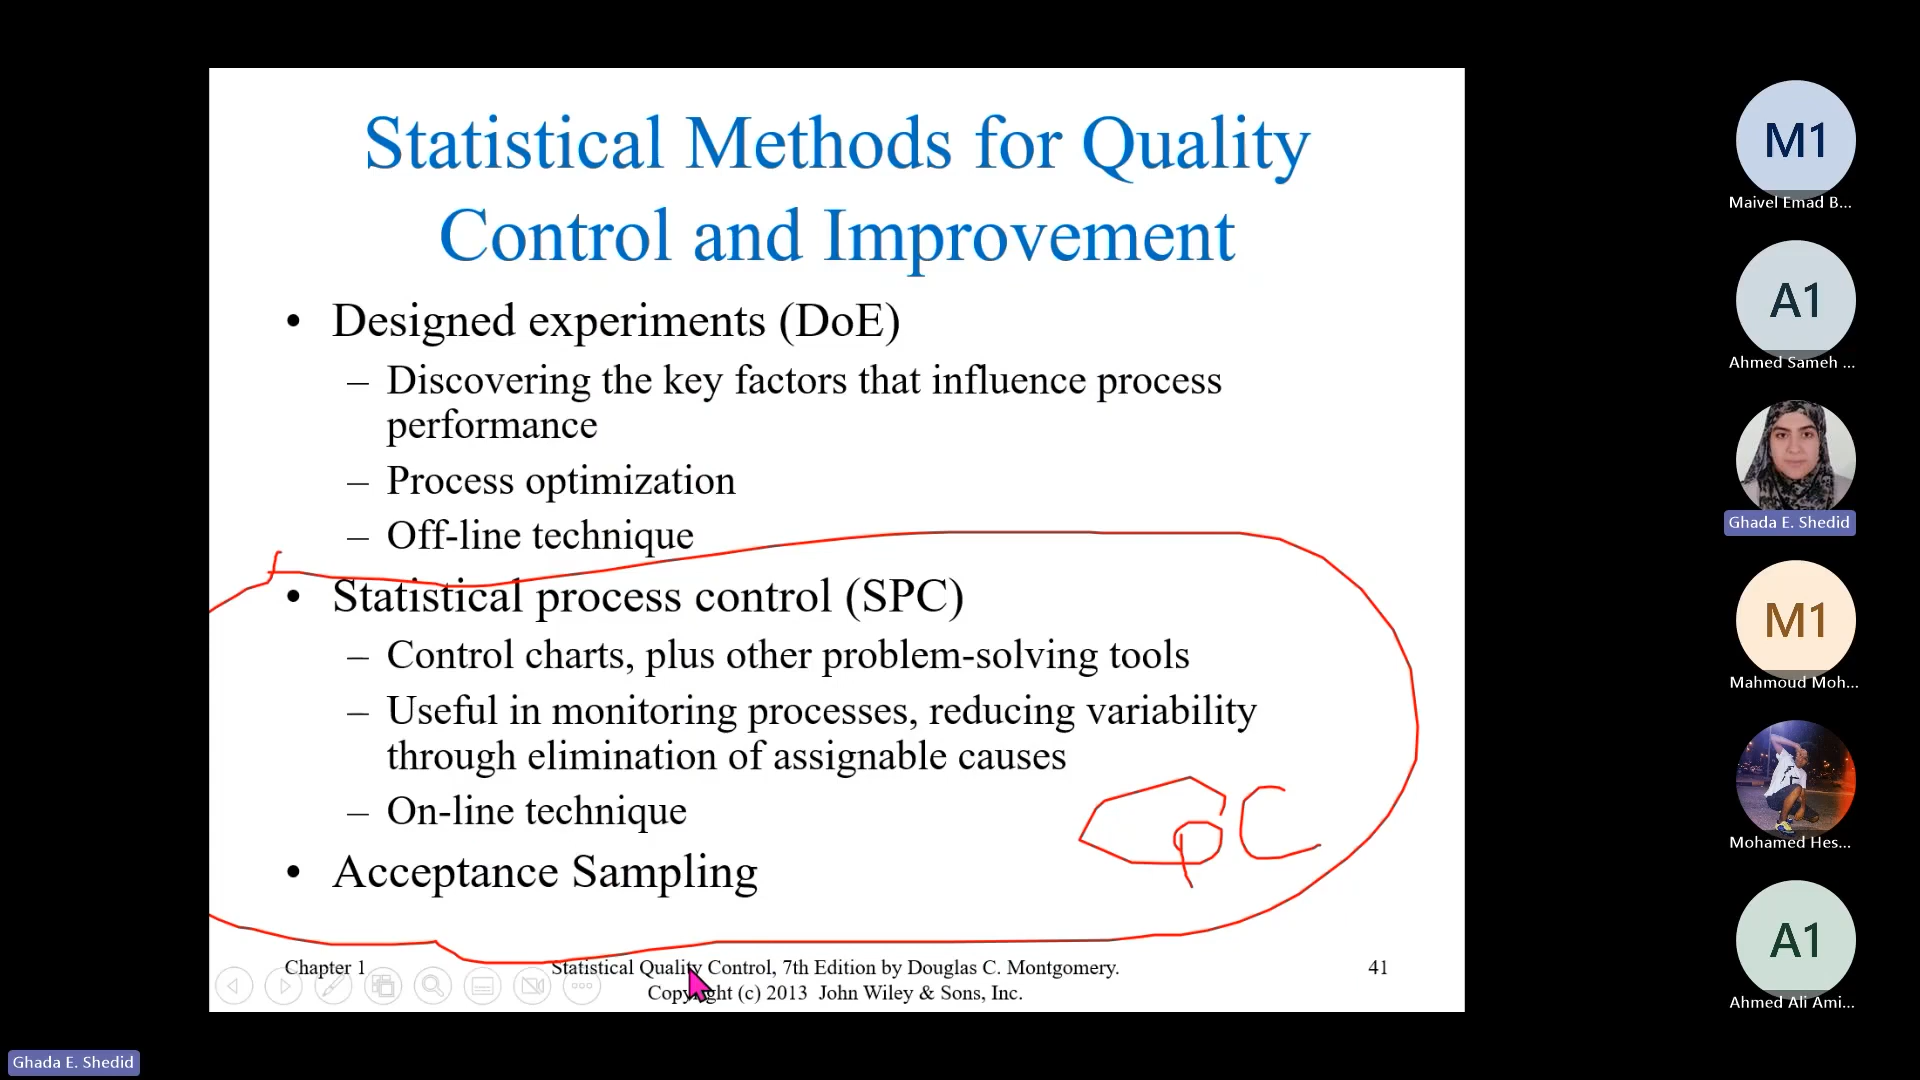 Statistical Methods for Quality
Control and Improvement
• Designed experiments (DoE)
– Discovering the key factors that influence process
performance
– Process optimization
– Off-line technique
• Statistical process control (SPC)
– Control charts, plus other problem-solving tools
– Useful in monitoring processes, reducing variability
through elimination of assignable causes
– On-line technique
• Acceptance Sampling
Chapter 1
Statistical Quality Control, 7th Edition by Douglas C. Montgomery.
Copyright (c) 2013 John Wiley & Sons, Inc.
41
M1
Maivel Emad B...
A1
Ahmed Sameh ...
Ghada E. Shedid
M1
Mahmoud Moh...
Mohamed Hes...
A1
Ahmed Ali Ami...
Ghada E. Shedid